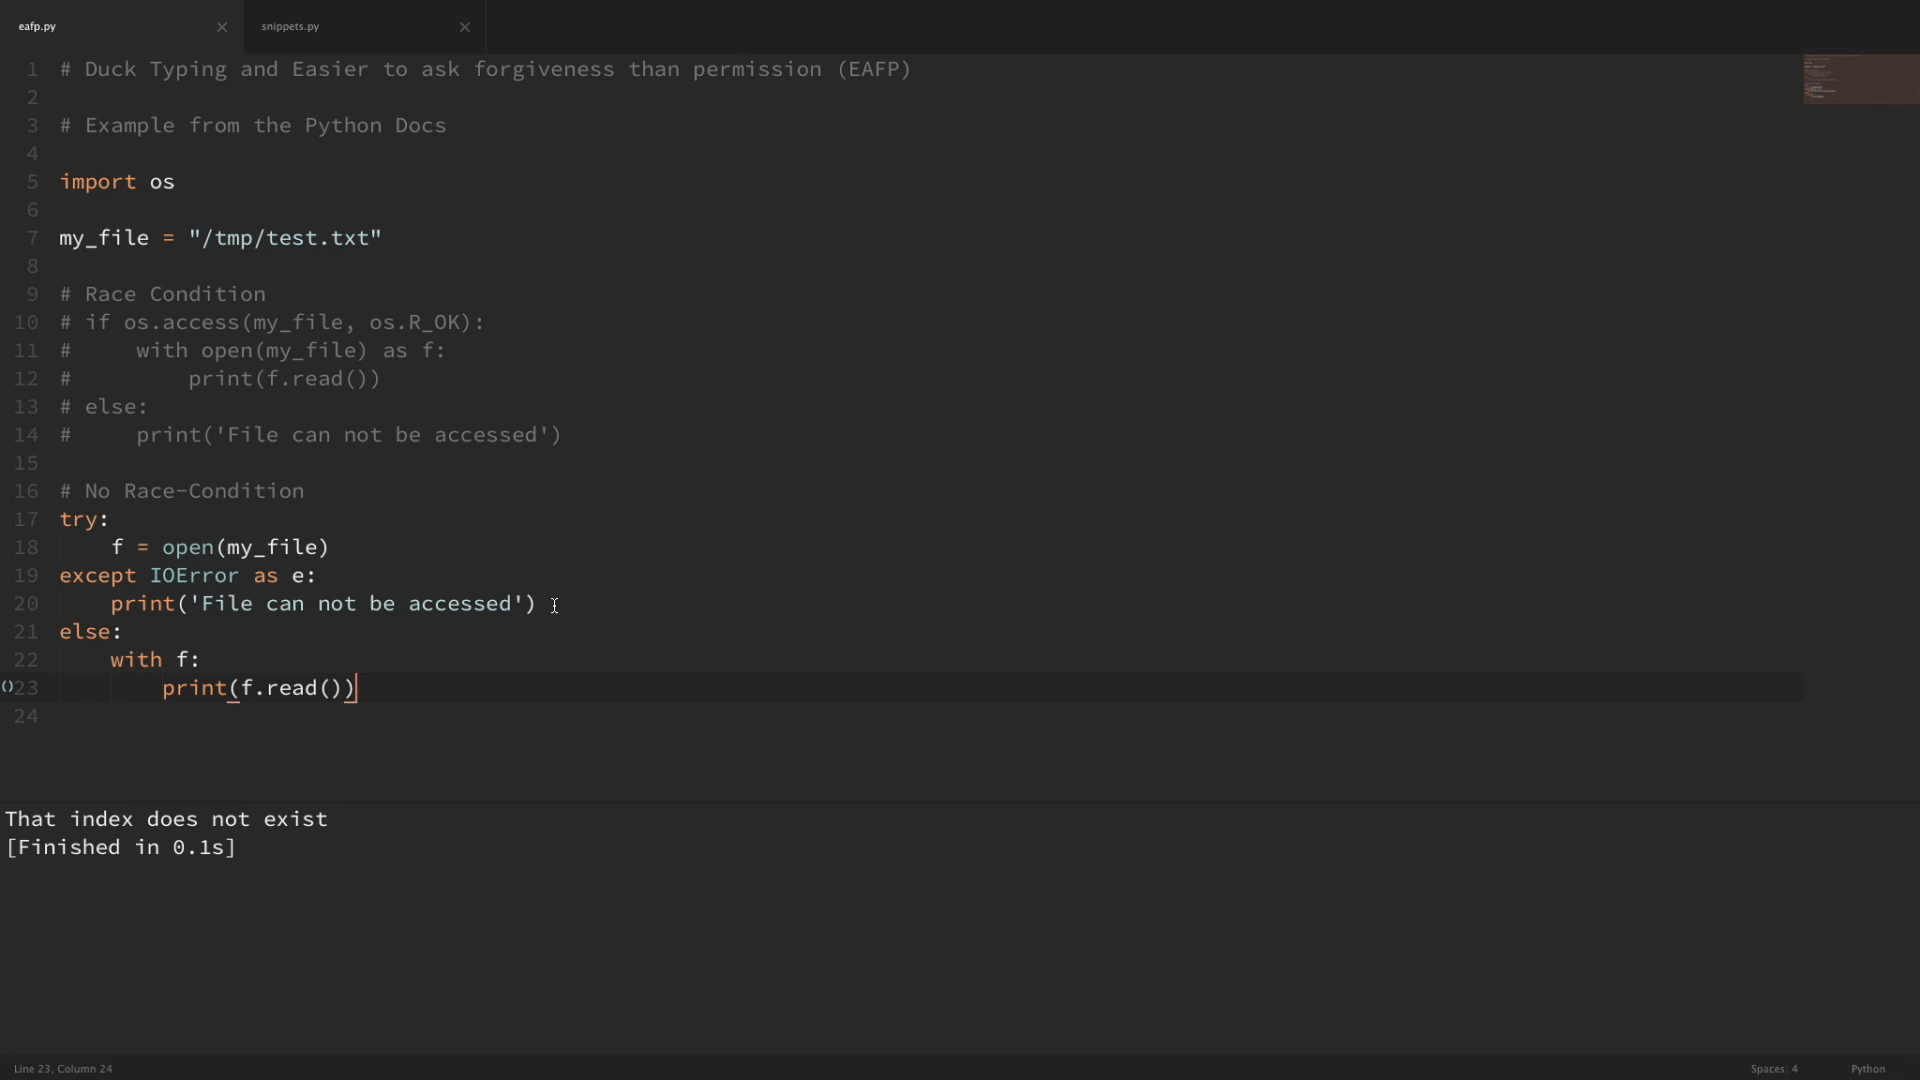 eafp.py
snippets.py
1 # Duck Typing and Easier to ask forgiveness than permission (EAFP)
2
3 # Example from the Python Docs
4
5 import os
6
7 my_file = "/tmp/test.txt"
8
9 # Race Condition
10 # if os.access(my_file, os.R_OK):
11 #     with open(my_file) as f:
12 #         print(f.read())
13 # else:
14 #     print('File can not be accessed')
15
16 # No Race-Condition
17 try:
18     f = open(my_file)
19 except IOError as e:
20     print('File can not be accessed')
21 else:
22     with f:
23         print(f.read())
24
That index does not exist
[Finished in 0.1s]
Line 23, Column 24
Spaces: 4
Python